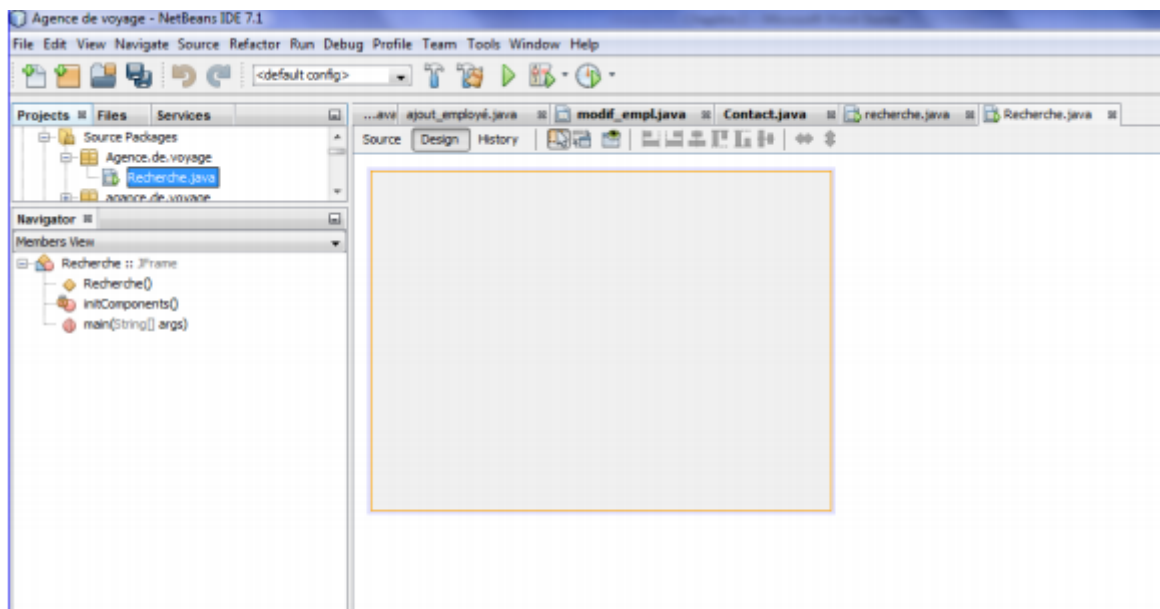 Agence de voyage - NetBeans IDE 7.1
File Edit View Navigate Source Refactor Run Debug Profile Team Tools Window Help
<default config>
Projects Files Services
...ava ajout_employé.java modif_empl.java Contact.java recherche.java Recherche.java
Source Packages
Source Design History
Agence.de.voyage
Recherche.java
agance.de.voyage
Navigator
Members View
Recherche :: JFrame
Recherche()
initComponents()
main(String[] args)